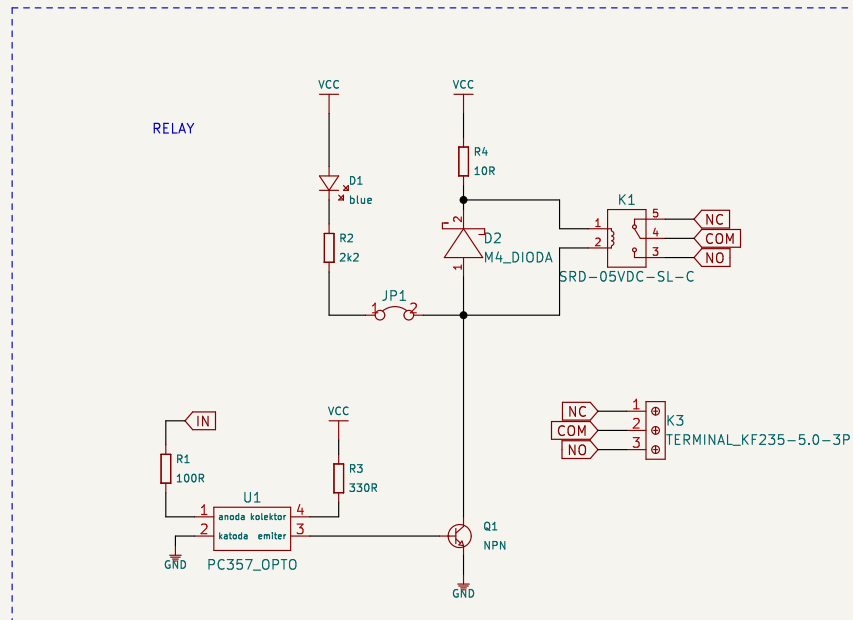 VCC
VCC
RELAY
R4
10R
D1
blue
K1
5
NC
1
4
COM
2
3
NO
2
D2
M4_DIODA
1
SRD-05VDC-SL-C
R2
2k2
JP1
1
2
VCC
IN
NC
1
COM
2
NO
3
K3
TERMINAL_KF235-5.0-3P
R1
100R
R3
330R
U1
1
anoda
kolektor
4
2
katoda
emiter
3
PC357_OPTO
GND
Q1
NPN
GND